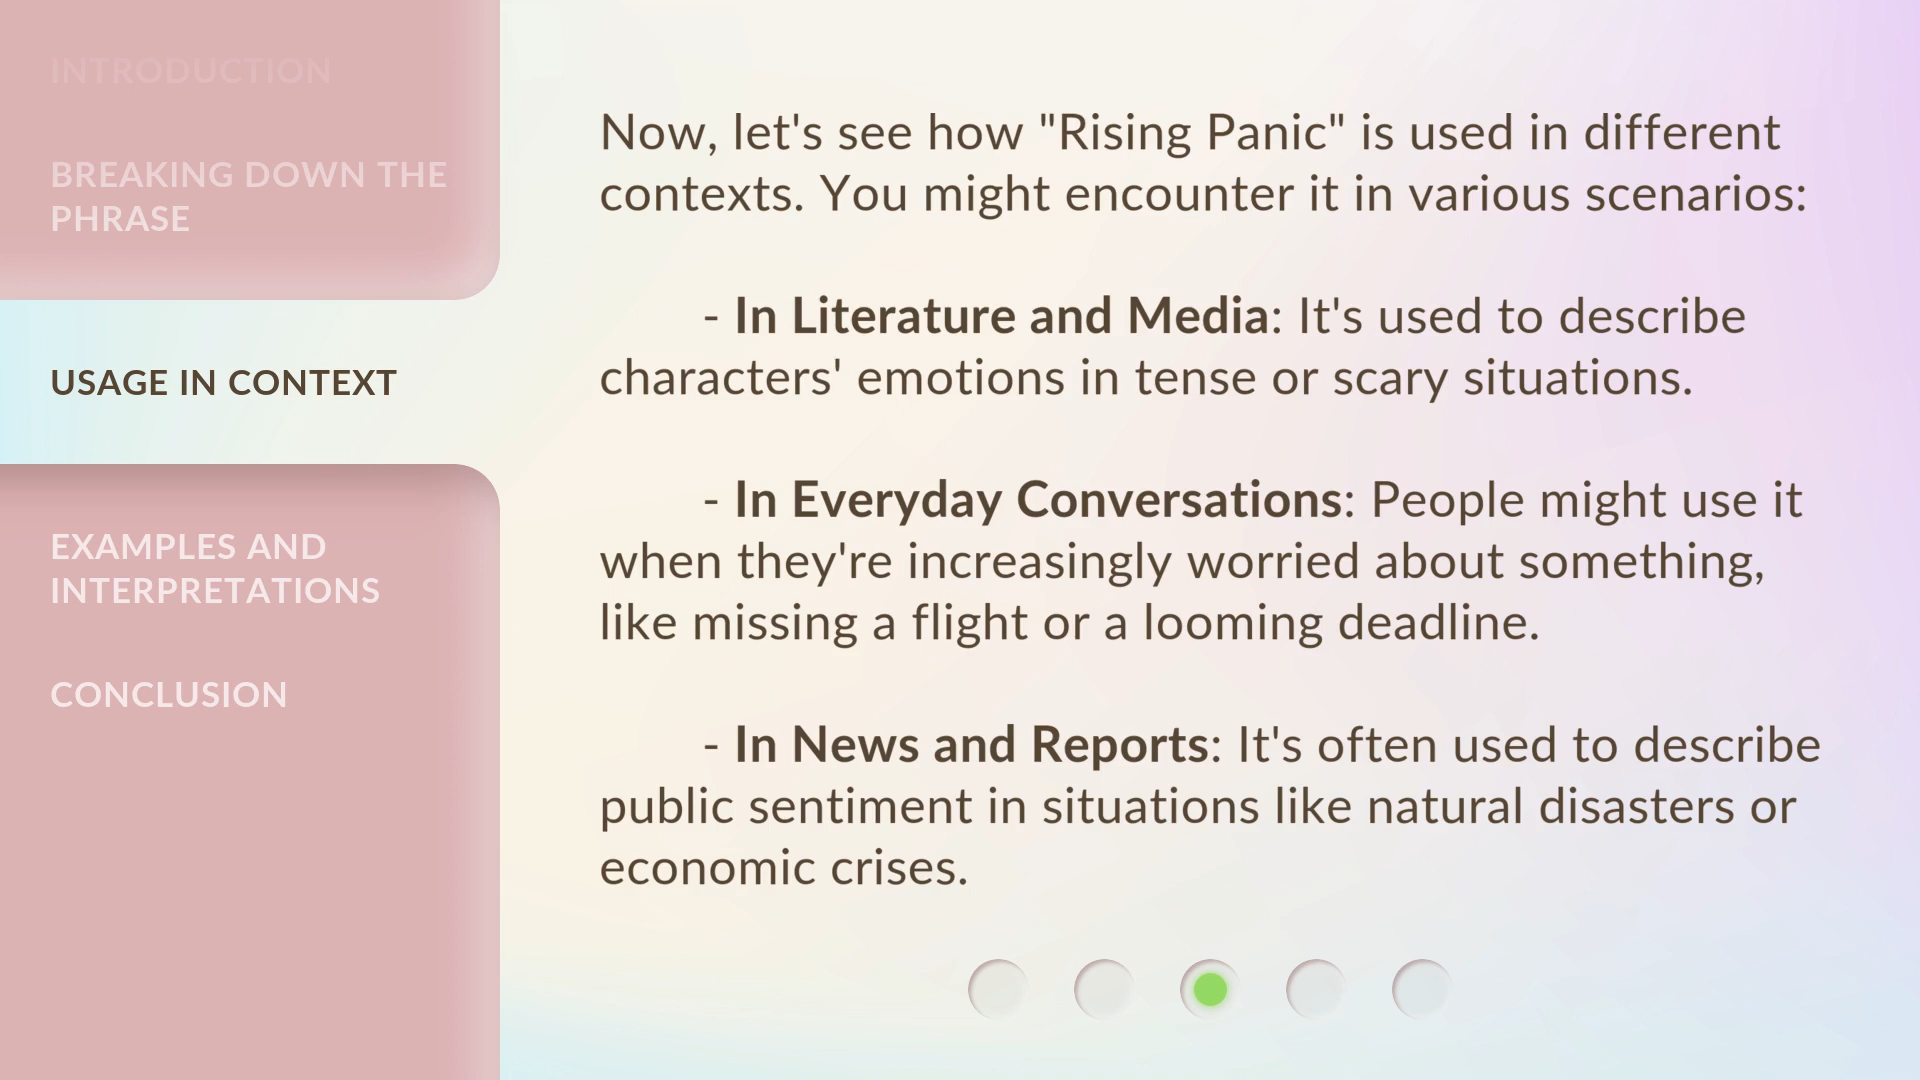 INTRODUCTION
BREAKING DOWN THE
PHRASE
USAGE IN CONTEXT
EXAMPLES AND
INTERPRETATIONS
CONCLUSION
Now, let's see how "Rising Panic" is used in different
contexts. You might encounter it in various scenarios:
- In Literature and Media: It's used to describe
characters' emotions in tense or scary situations.
- In Everyday Conversations: People might use it
when they're increasingly worried about something,
like missing a flight or a looming deadline.
- In News and Reports: It's often used to describe
public sentiment in situations like natural disasters or
economic crises.